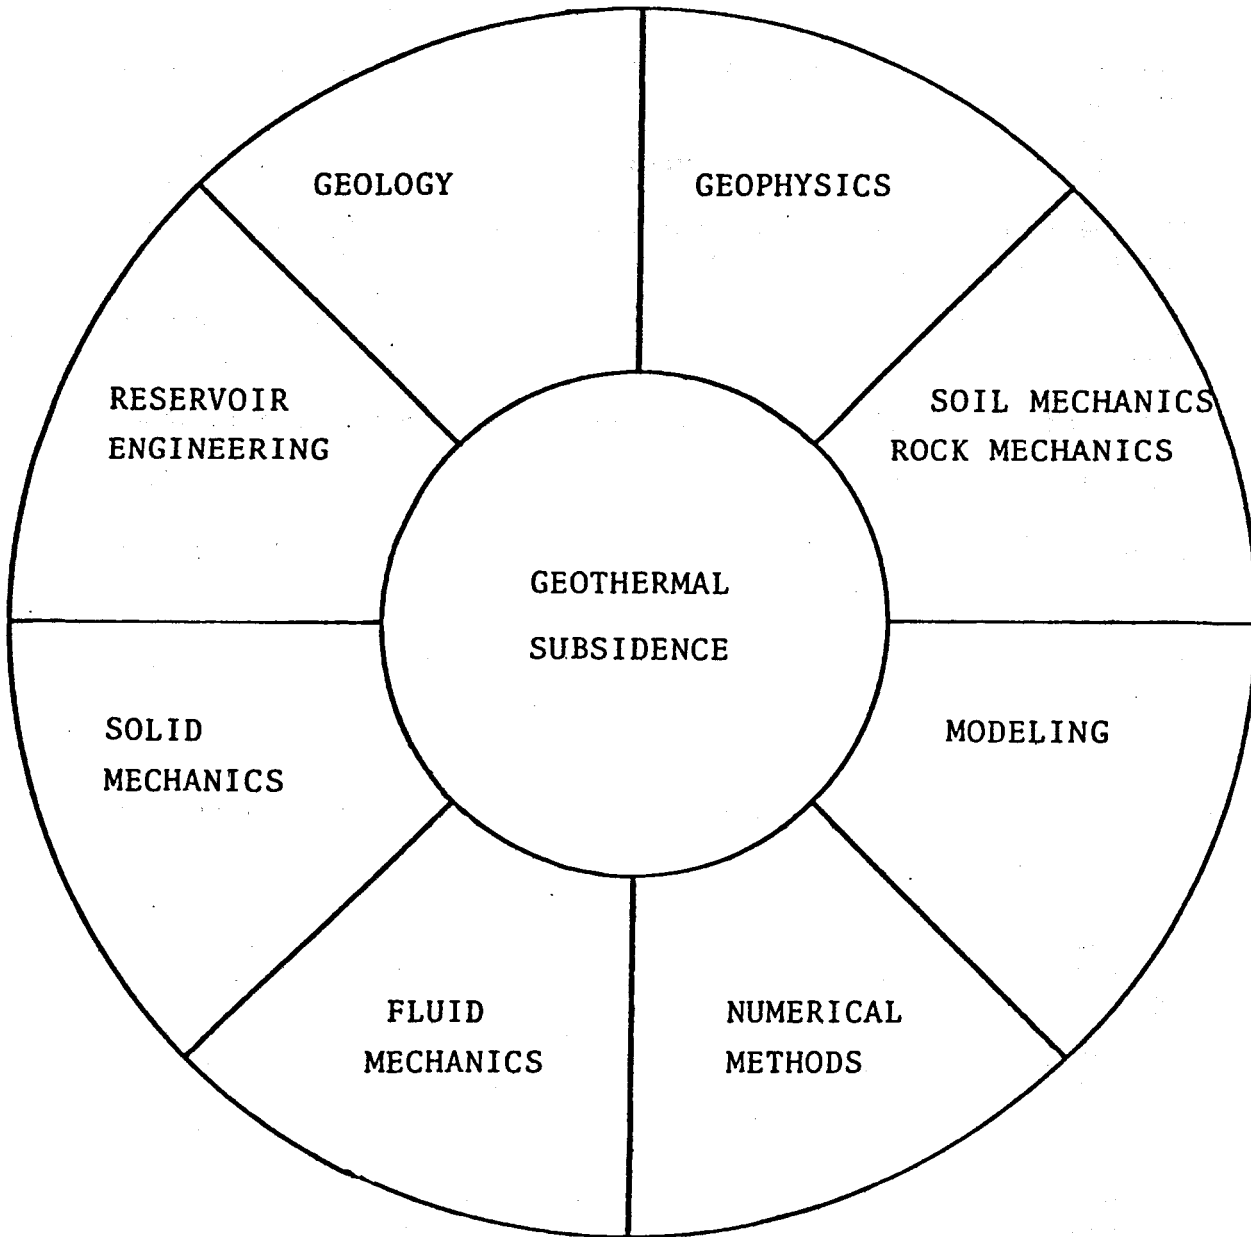 GEOLOGY
GEOPHYSICS
RESERVOIR
ENGINEERING
SOIL MECHANICS
ROCK MECHANICS
GEOTHERMAL
SUBSIDENCE
SOLID
MECHANICS
MODELING
FLUID
MECHANICS
NUMERICAL
METHODS